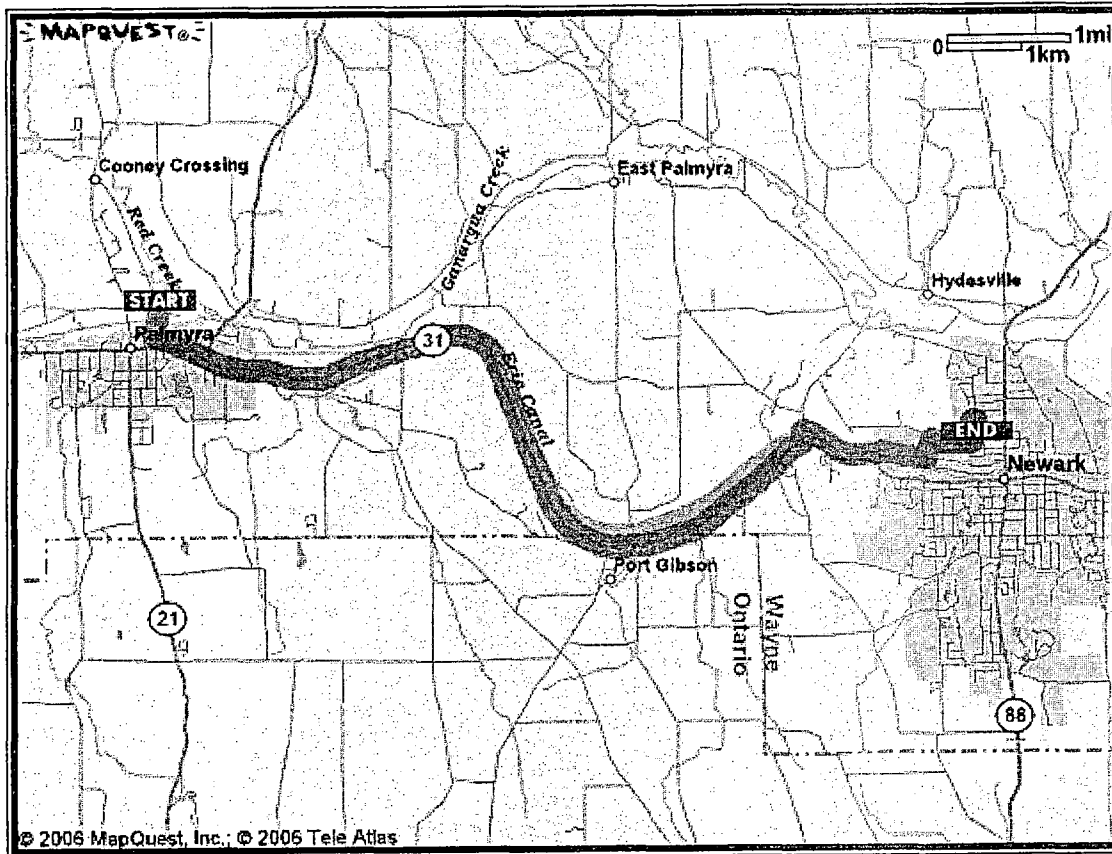 MAPQUEST®
0 1mi
1km
Cooney Crossing
East Palmyra
Ganargua Creek
Red Creek
START
Hydesville
Palmyra
31
Erie Canal
1
END
Newark
Port Gibson
Wayne
Ontario
21
88
© 2006 MapQuest, Inc.; © 2006 Tele Atlas